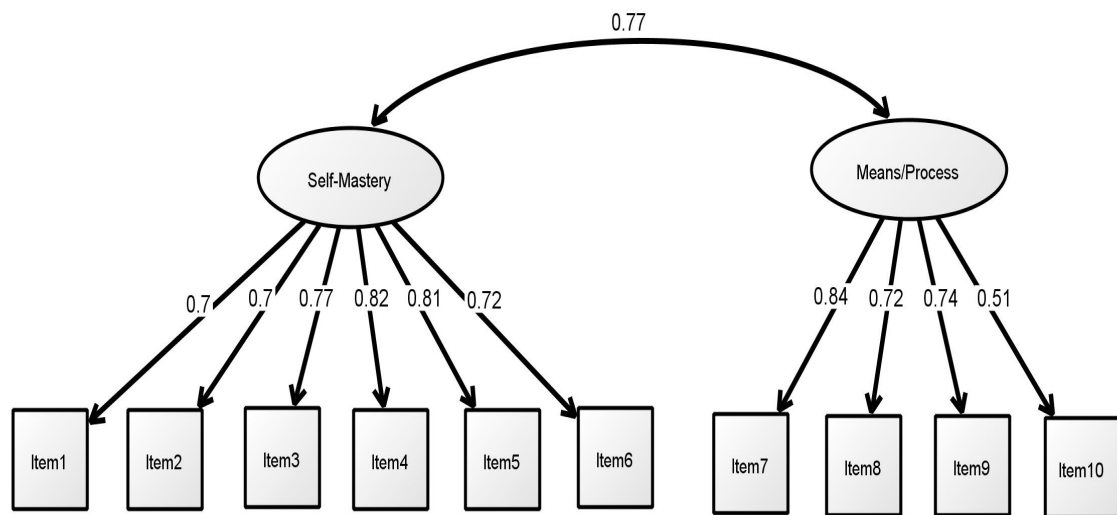 0.77
Self-Mastery
Means/Process
0.7
0.7
0.77
0.82
0.81
0.72
0.84
0.72
0.74
0.51
Item1
Item2
Item3
Item4
Item5
Item6
Item7
Item8
Item9
Item10